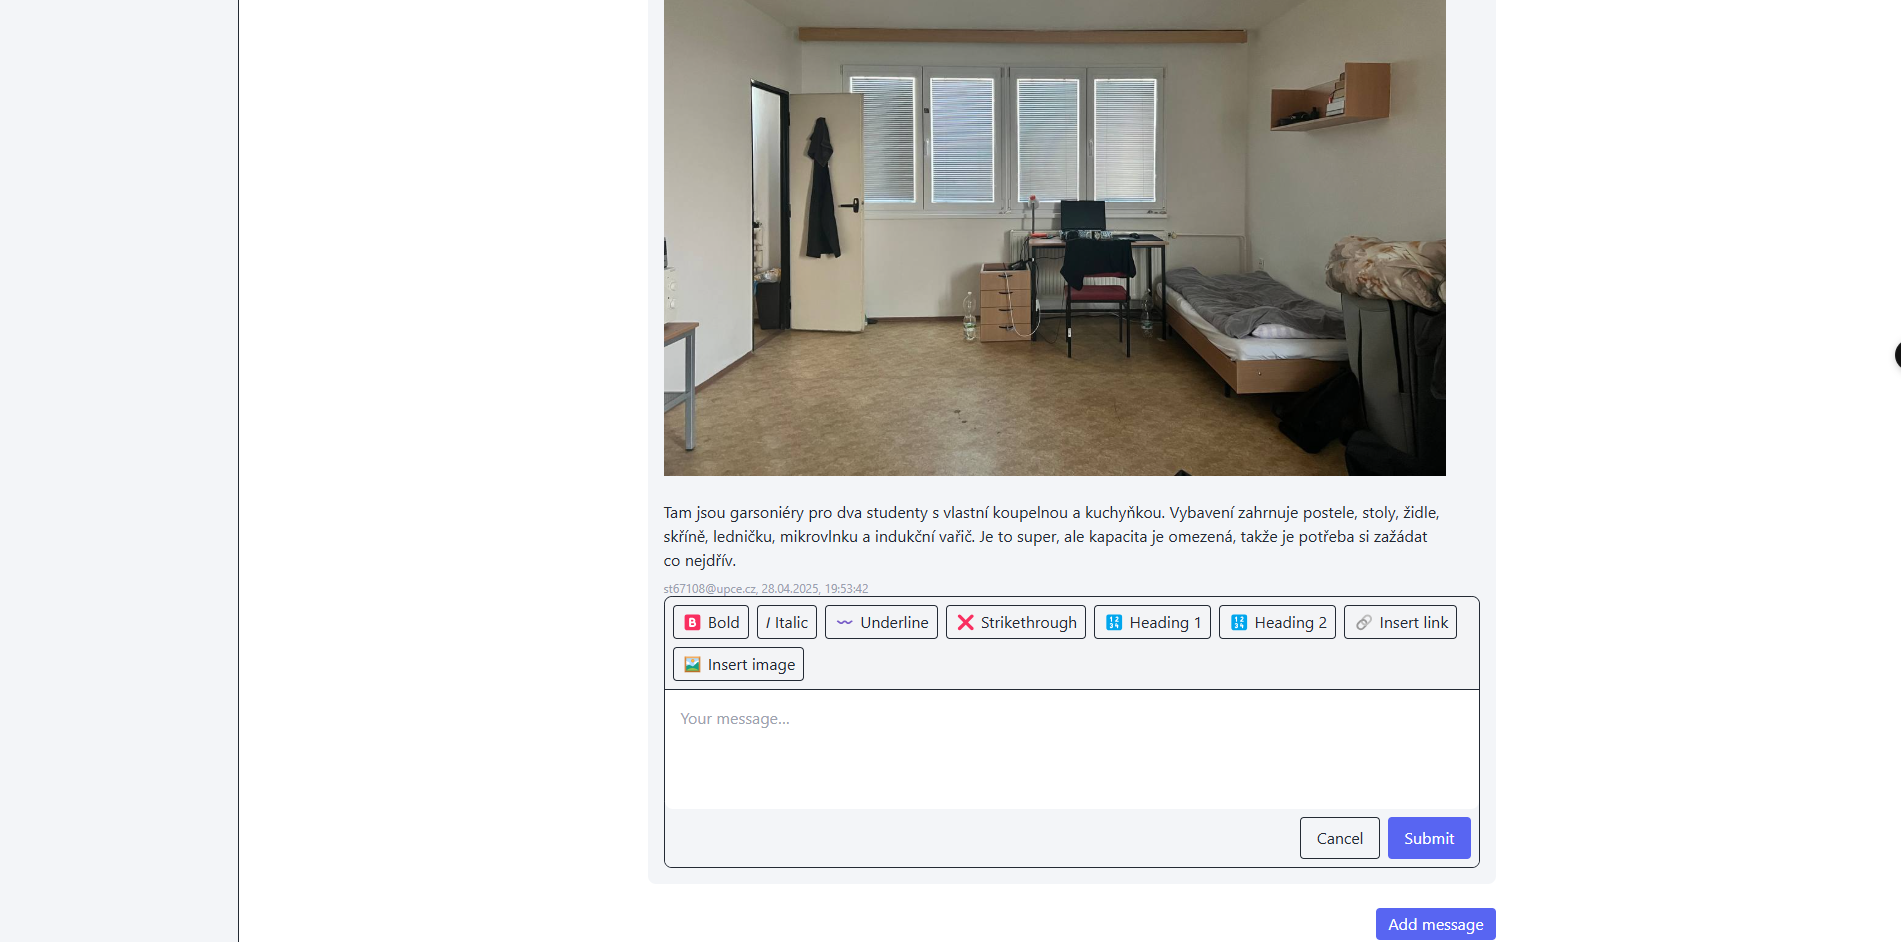 Tam jsou garsoniéry pro dva studenty s vlastní koupelnou a kuchyňkou. Vybavení zahrnuje postele, stoly, židle,
skříně, ledničku, mikrovlnku a indukční vařič. Je to super, ale kapacita je omezená, takže je potřeba si zažádat
co nejdřív.
st67108@upce.cz, 28.04.2025, 19:53:42
B Bold I Italic Underline Strikethrough Heading 1 Heading 2 Insert link
Insert image
Your message...
Cancel Submit
Add message